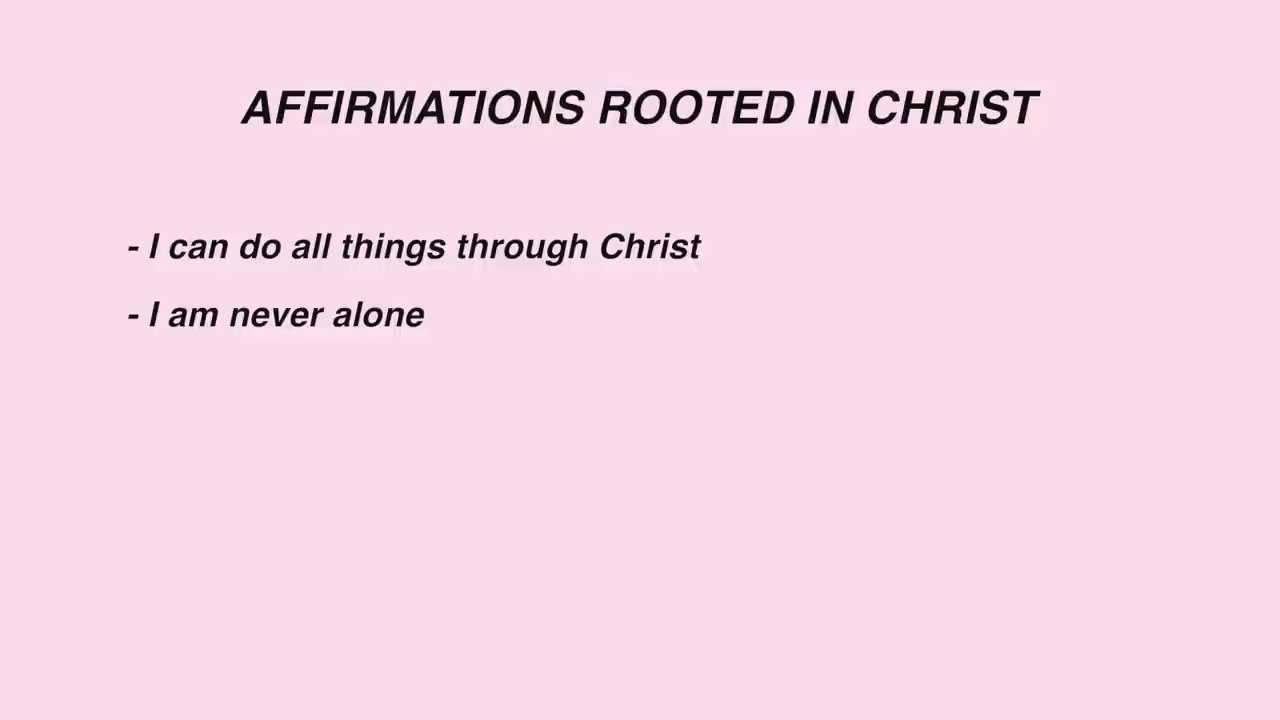 AFFIRMATIONS ROOTED IN CHRIST
- I can do all things through Christ
- I am never alone